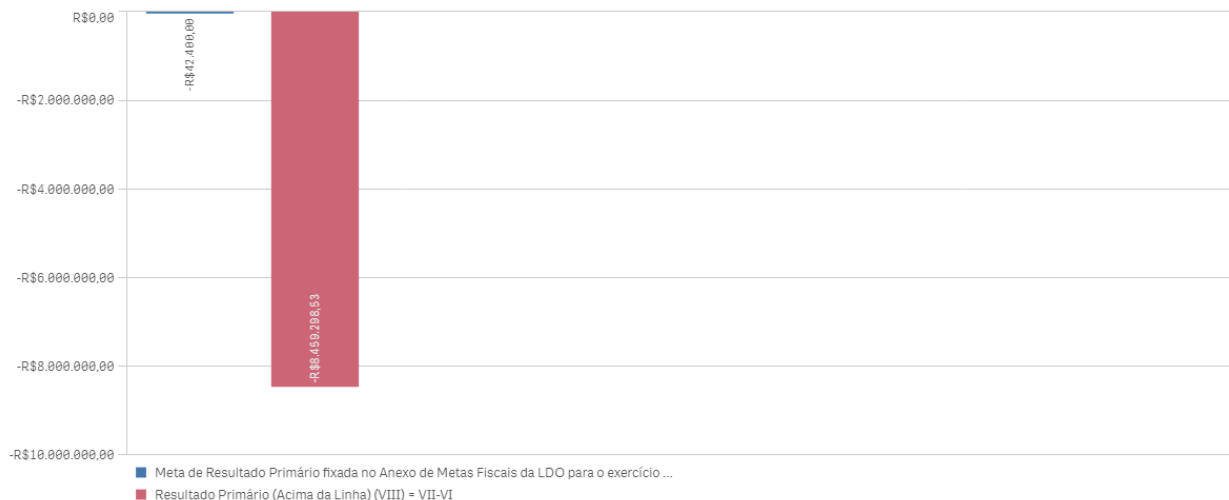 R$0,00
-R$42.400,00
-R$2.000.000,00
-R$4.000.000,00
-R$6.000.000,00
-R$8.459.298,53
-R$8.000.000,00
-R$10.000.000,00
Meta de Resultado Primário fixada no Anexo de Metas Fiscais da LDO para o exercício ...
Resultado Primário (Acima da Linha) (VIII) = VII-VI